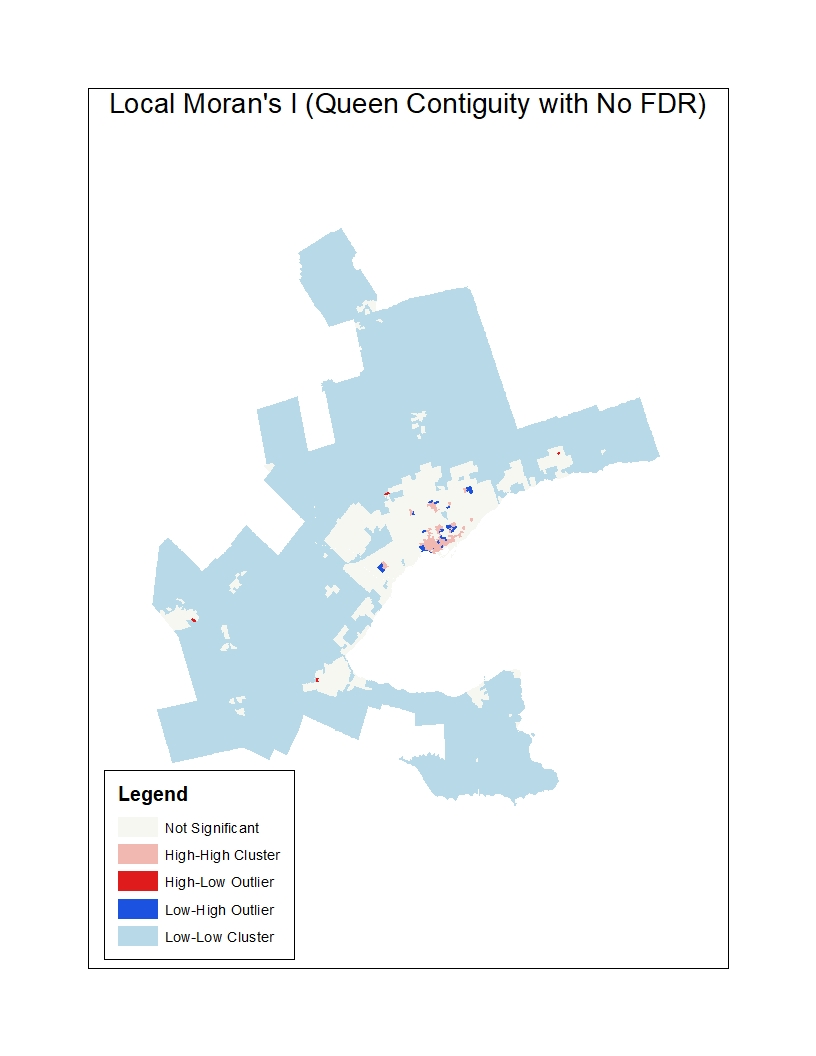 Local Moran's I (Queen Contiguity with No FDR)
Legend
Not Significant
High-High Cluster
High-Low Outlier
Low-High Outlier
Low-Low Cluster